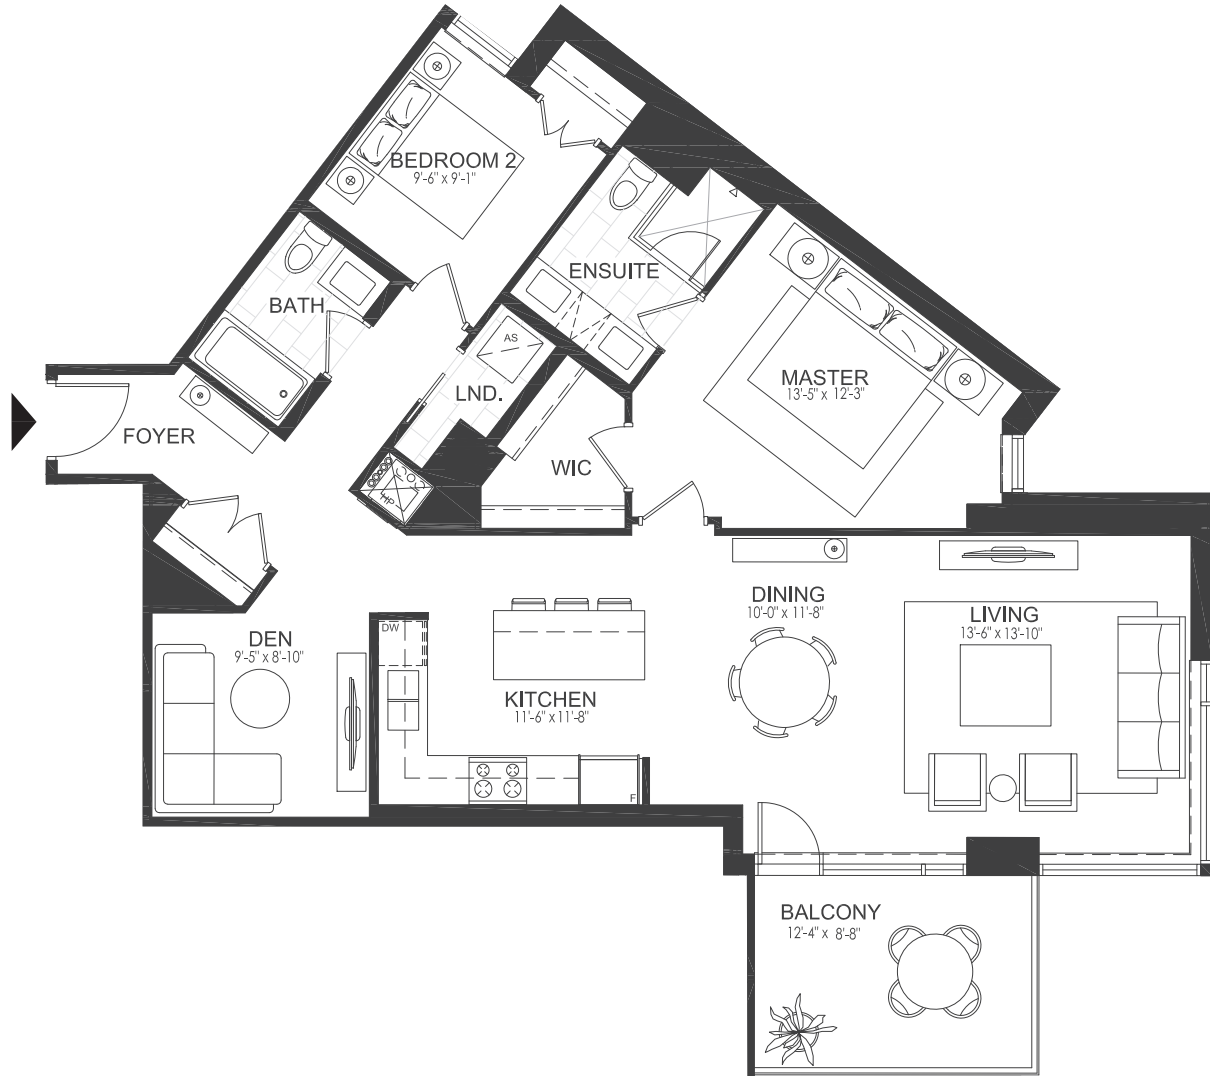 BEDROOM 2
9'-6" x 9'-1"
ENSUITE
BATH
AS
LND.
MASTER
13'-5" x 12'-3"
FOYER
WIC
HP
DINING
10'-0" x 11'-8"
LIVING
13'-6" x 13'-10"
DW
DEN
9'-5" x 8'-10"
KITCHEN
11'-6" x 11'-8"
F
BALCONY
12'-4" x 8'-8"